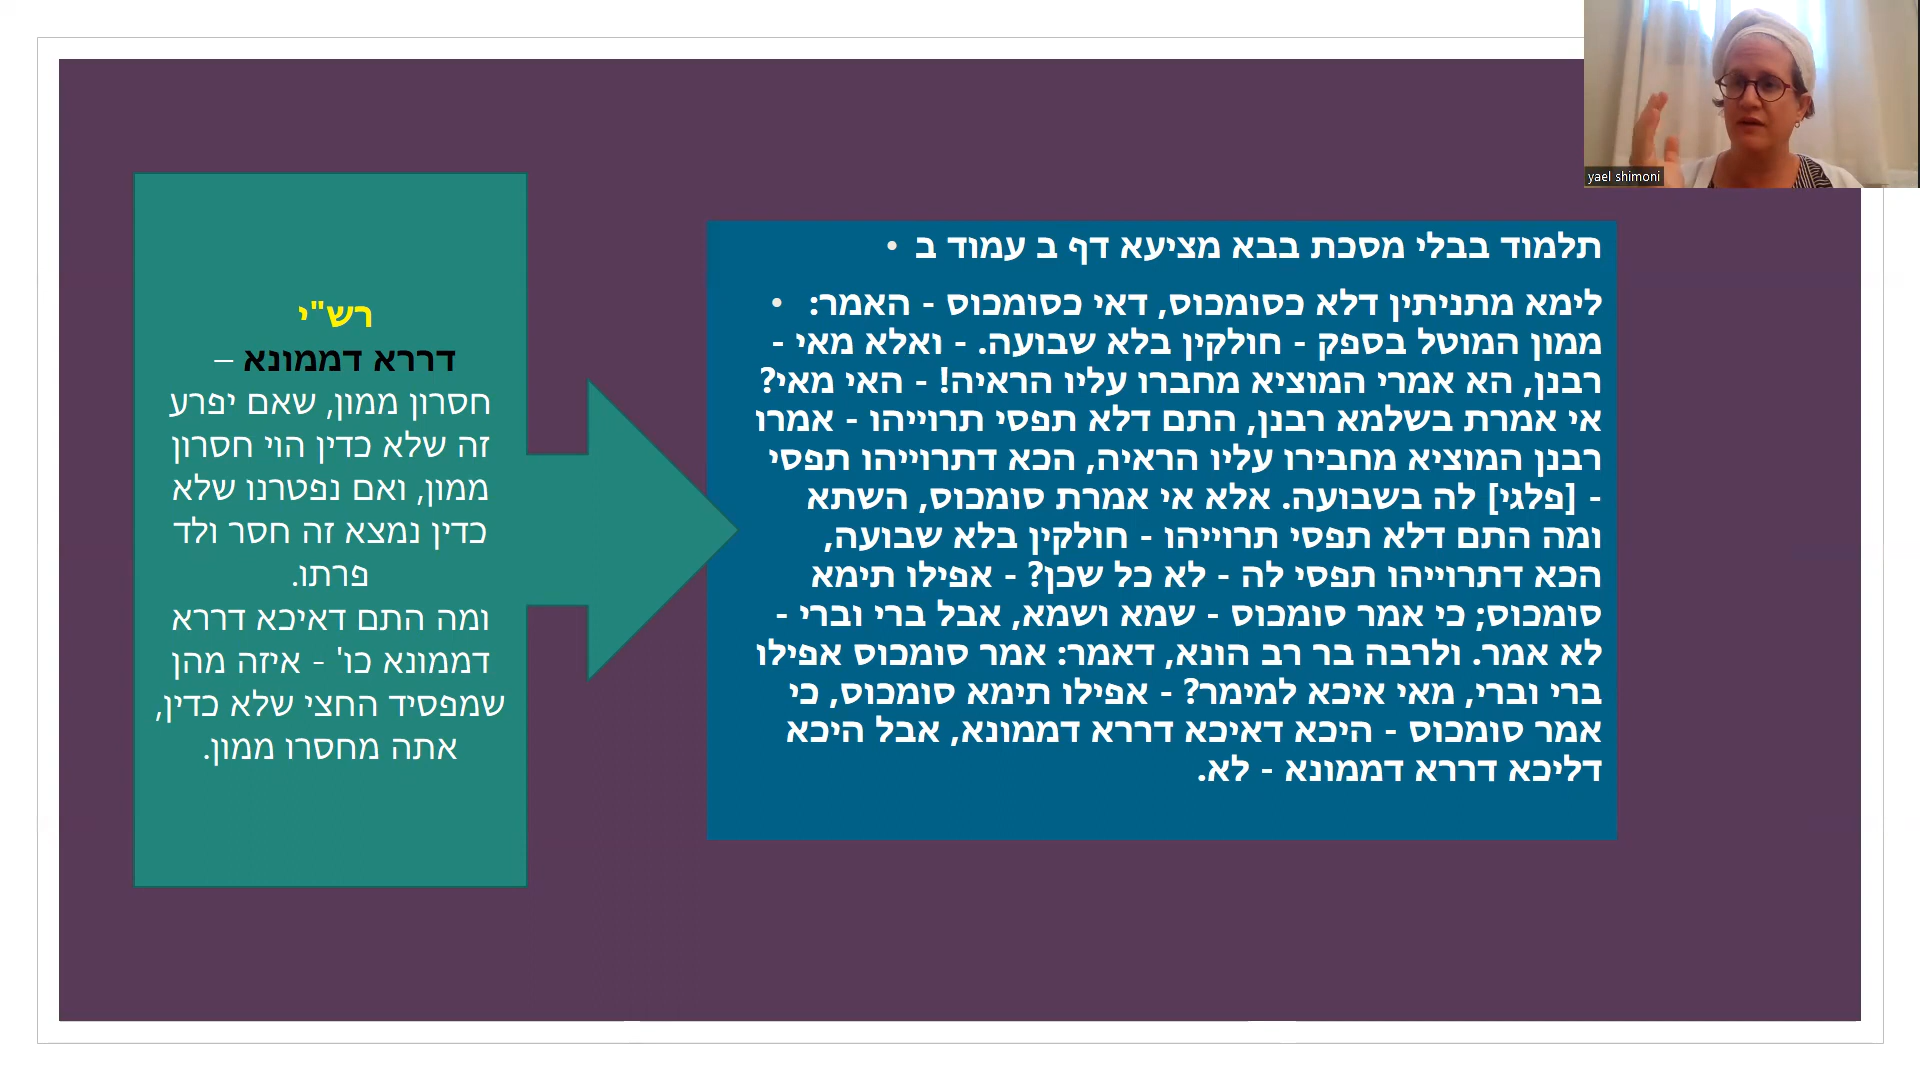 yael shimoni
תלמוד בבלי מסכת בבא מציעא דף ב עמוד ב •
לימא מתניתין דלא כסומכוס, דאי כסומכוס - האמר: •
ממון המוטל בספק - חולקין בלא שבועה. - ואלא מאי -
רבנן, הא אמרי המוציא מחברו עליו הראיה! - האי מאי?
אי אמרת בשלמא רבנן, התם דלא תפסי תרוייהו - אמרו
רבנן המוציא מחבירו עליו הראיה, הכא דתרוייהו תפסי
- [פלגי] לה בשבועה. אלא אי אמרת סומכוס, השתא
ומה התם דלא תפסי תרוייהו - חולקין בלא שבועה,
הכא דתרוייהו תפסי לה - לא כל שכן? - אפילו תימא
סומכוס; כי אמר סומכוס - שמא ושמא, אבל ברי וברי -
לא אמר. ולרבה בר רב הונא, דאמר: אמר סומכוס אפילו
ברי וברי, מאי איכא למימר? - אפילו תימא סומכוס, כי
אמר סומכוס - היכא דאיכא דררא דממונא, אבל היכא
דליכא דררא דממונא - לא.
רש"י
דררא דממונא –
חסרון ממון, שאם יפרע
זה שלא כדין הוי חסרון
ממון, ואם נפטרנו שלא
כדין נמצא זה חסר ולד
פרתו.
ומה התם דאיכא דררא
דממונא כו' - איזה מהן
שמפסיד החצי שלא כדין,
אתה מחסרו ממון.